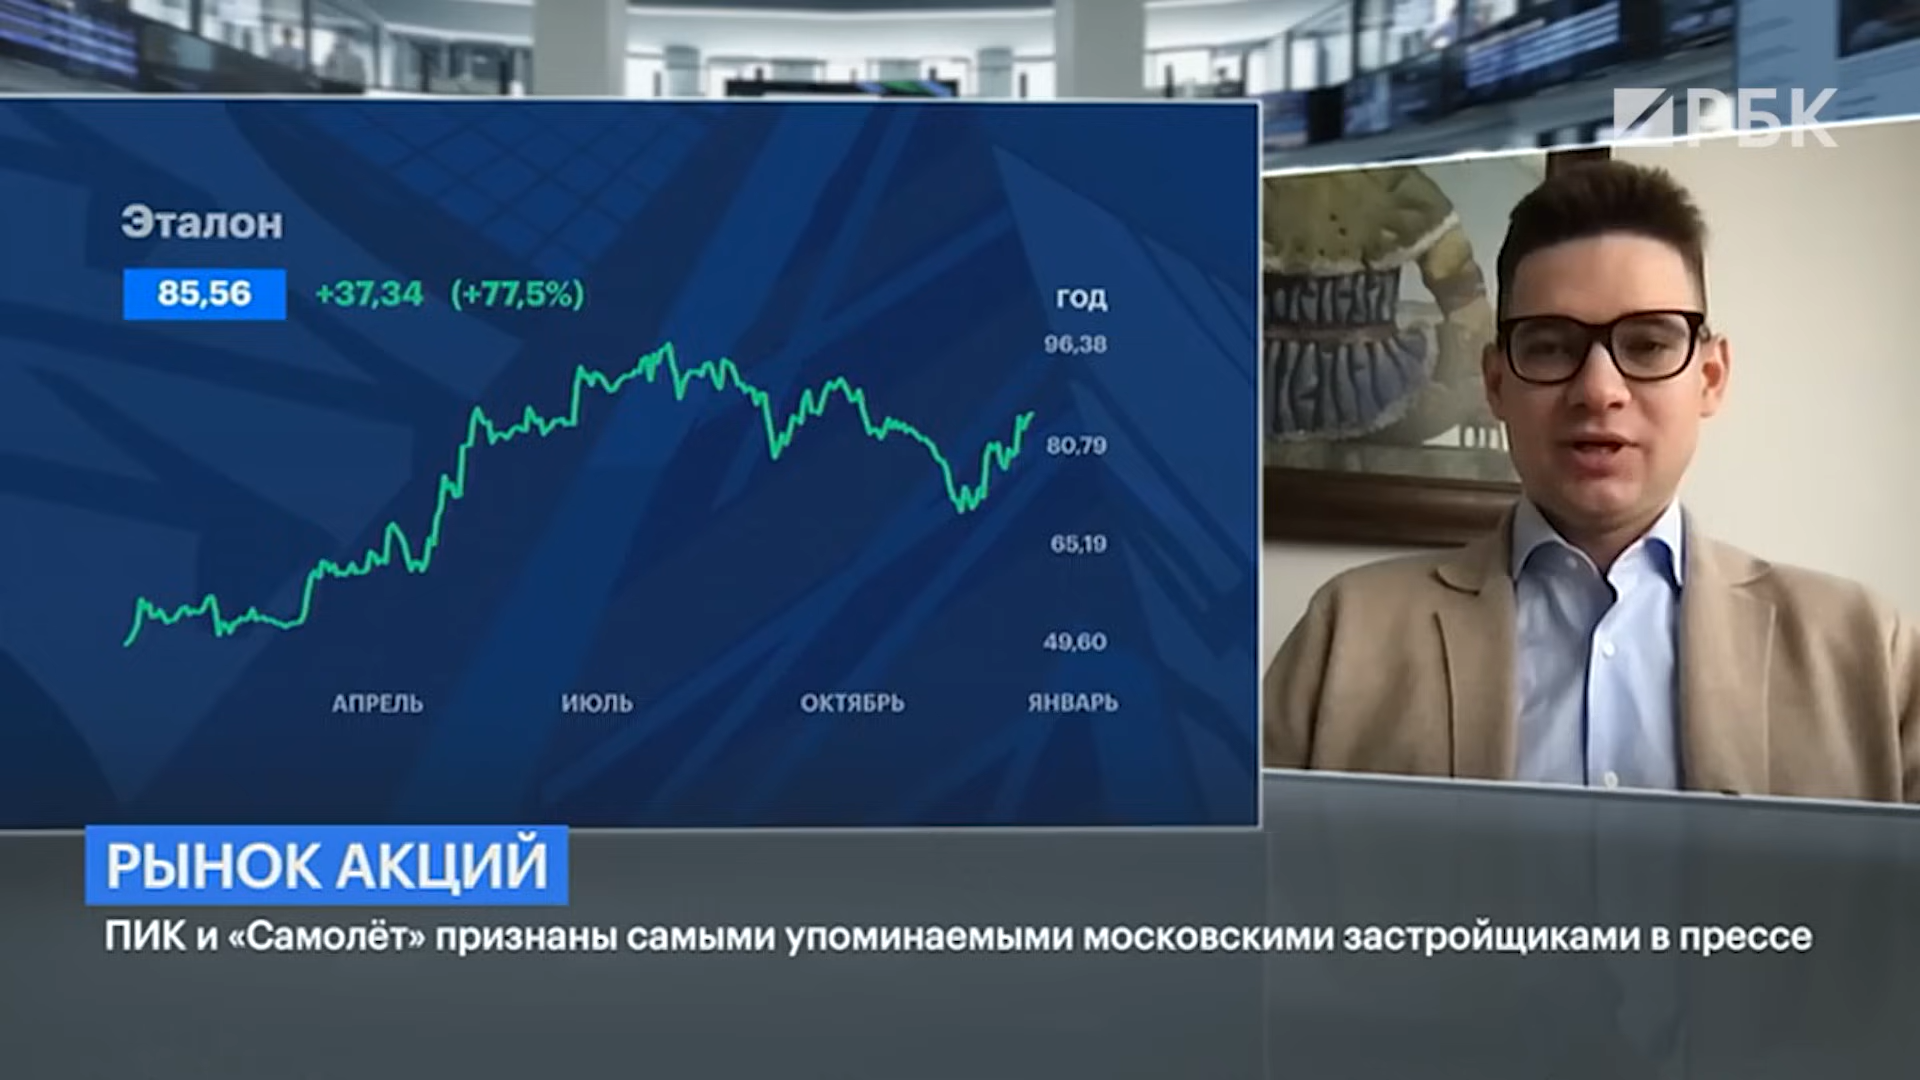 РБК
Эталон
85,56 +37,34 (+77,5%)
ГОД
96,38
80,79
65,19
49,60
АПРЕЛЬ ИЮЛЬ ОКТЯБРЬ ЯНВАРЬ
РЫНОК АКЦИЙ
ПИК и «Самолёт» признаны самыми упоминаемыми московскими застройщиками в прессе